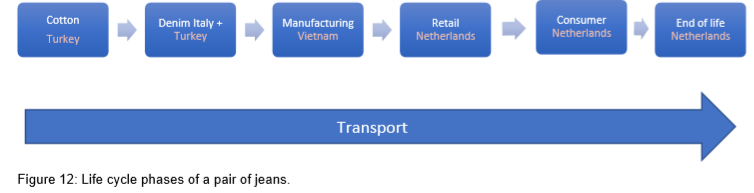 Cotton
Turkey
Denim Italy +
Turkey
Manufacturing
Vietnam
Retail
Netherlands
Consumer
Netherlands
End of life
Netherlands
Transport
Figure 12: Life cycle phases of a pair of jeans.